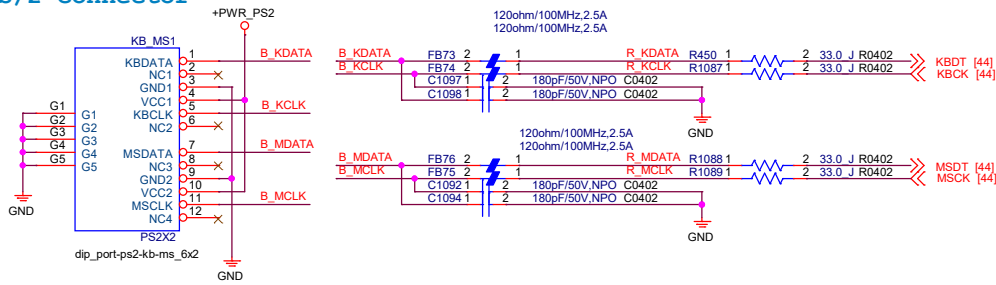 S/2 Connector
+PWR_PS2
KB_MS1
KBDATA 1 B_KDATA
NC1 2
GND1 3
VCC1 4
KBCLK 5 B_KCLK
NC2 6
MSDATA 7 B_MDATA
NC3 8
GND2 9
VCC2 10
MSCLK 11 B_MCLK
NC4 12
G1 G1
G2 G2
G3 G3
G4 G4
G5 G5
GND
PS2X2
dip_port-ps2-kb-ms_6x2
GND
120ohm/100MHz,2.5A
120ohm/100MHz,2.5A
B_KDATA FB73 2 1 R_KDATA R450 1 2 33.0 J R0402 KBDT [44]
B_KCLK FB74 2 1 R_KCLK R1087 1 2 33.0 J R0402 KBCK [44]
C1097 1 2 180pF/50V,NPO C0402
C1098 1 2 180pF/50V,NPO C0402
GND
120ohm/100MHz,2.5A
120ohm/100MHz,2.5A
B_MDATA FB76 2 1 R_MDATA R1088 1 2 33.0 J R0402 MSDT [44]
B_MCLK FB75 2 1 R_MCLK R1089 1 2 33.0 J R0402 MSCK [44]
C1092 1 2 180pF/50V,NPO C0402
C1094 1 2 180pF/50V,NPO C0402
GND